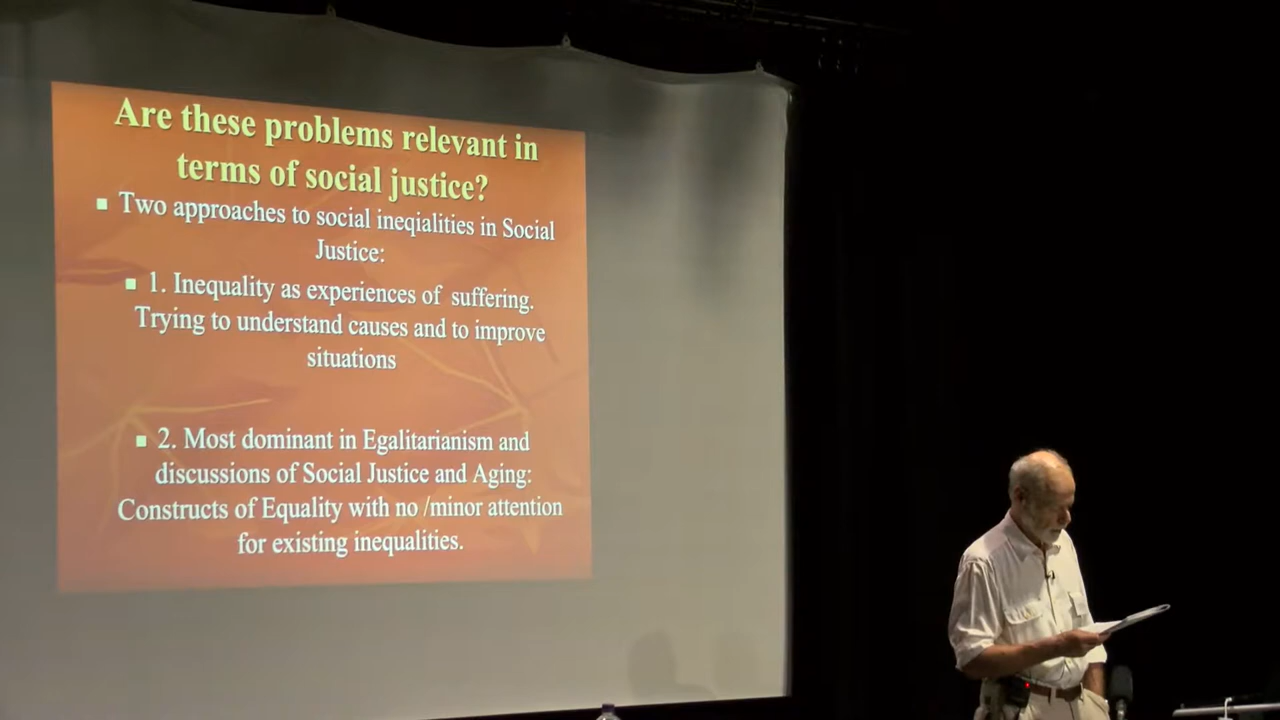 Are these problems relevant in
terms of social justice?
▪ Two approaches to social ineqialities in Social
Justice:
▪ 1. Inequality as experiences of suffering.
Trying to understand causes and to improve
situations
▪ 2. Most dominant in Egalitarianism and
discussions of Social Justice and Aging:
Constructs of Equality with no /minor attention
for existing inequalities.